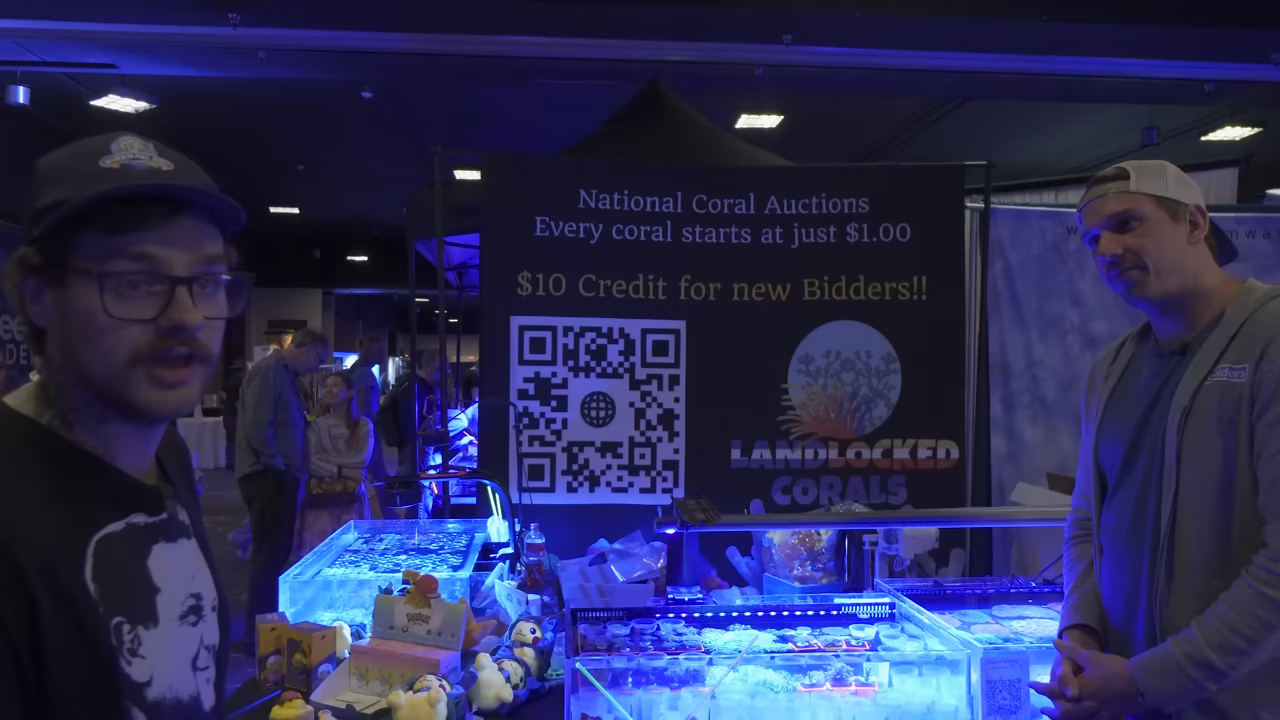 National Coral Auctions
Every coral starts at just $1.00
$10 Credit for new Bidders!!
LANDLOCKED
CORALS